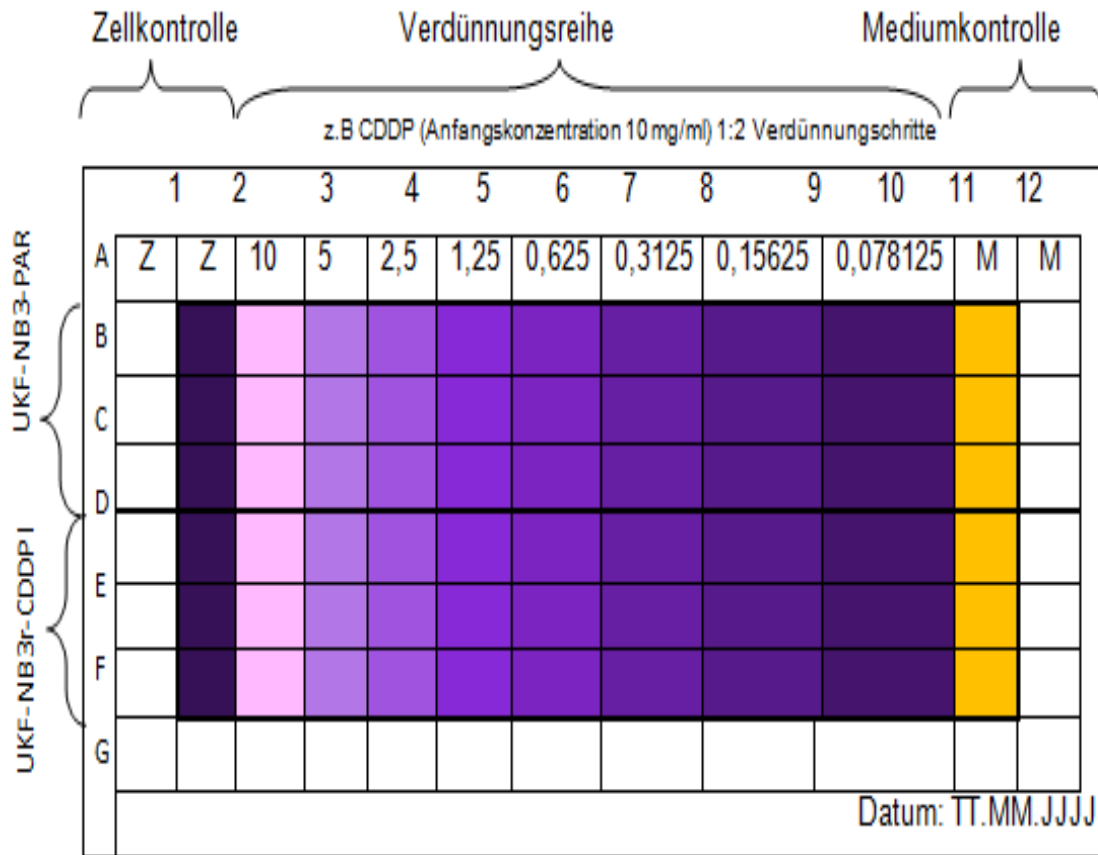 Zellkontrolle Verdünnungsreihe Mediumkontrolle
z.B CDDP (Anfangskonzentration 10 mg/ml) 1:2 Verdünnungschritte
1 2 3 4 5 6 7 8 9 10 11 12
A Z Z 10 5 2,5 1,25 0,625 0,3125 0,15625 0,078125 M M
UKF-NB3-PAR
B
C
D
UKF-NB3r-CDDP I
E
F
G
Datum: TT.MM.JJJJ